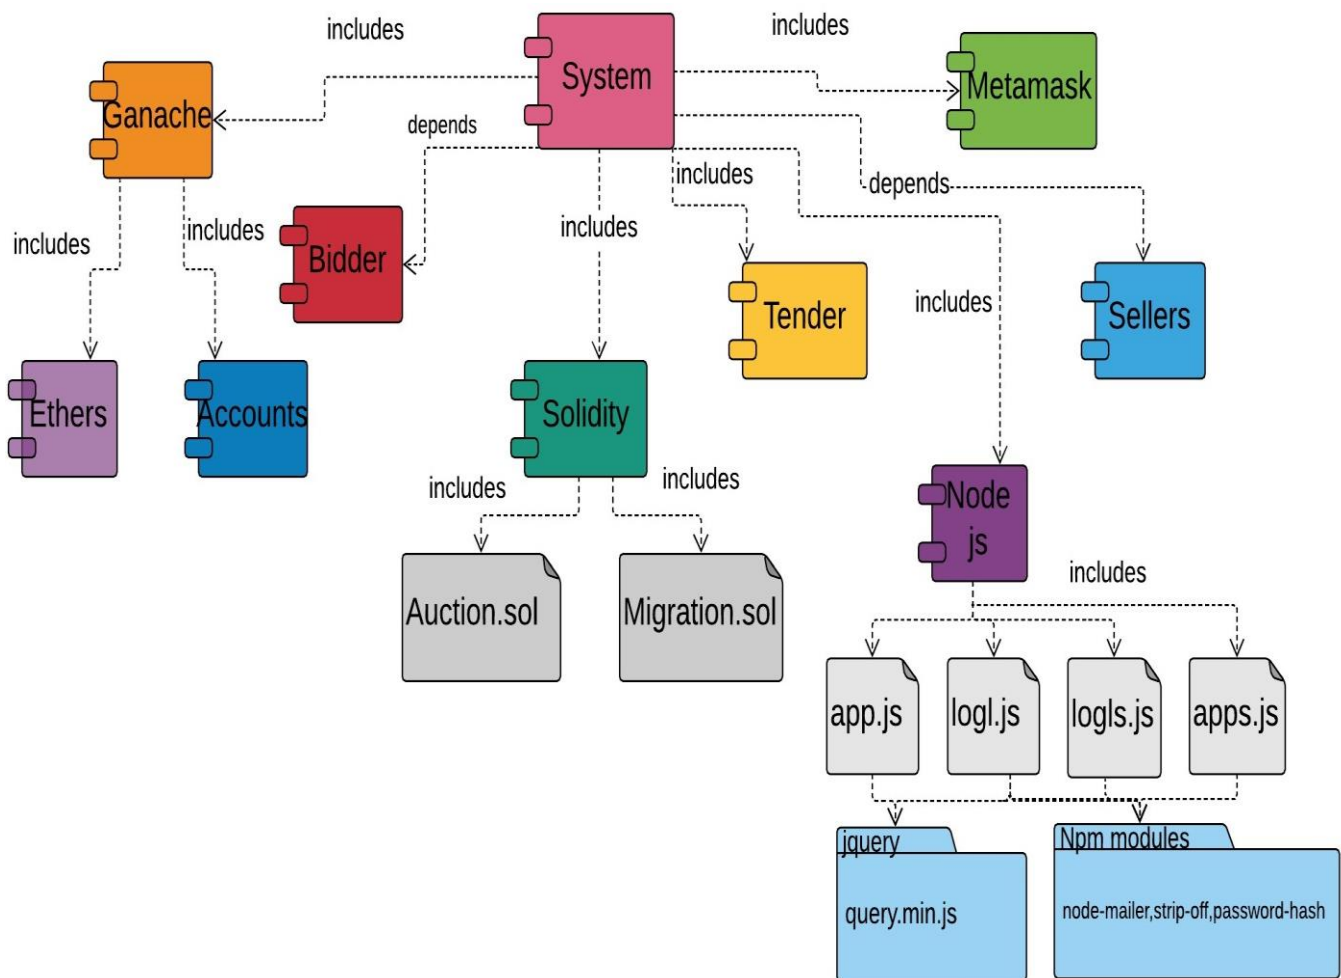 includes
System
includes
Metamask
Ganache
depends
includes
depends
includes
includes
includes
Bidder
includes
Tender
Sellers
Ethers
Accounts
Solidity
includes
includes
Node
js
includes
Auction.sol
Migration.sol
app.js
logl.js
logls.js
apps.js
jquery
Npm modules
query.min.js
node-mailer,strip-off,password-hash